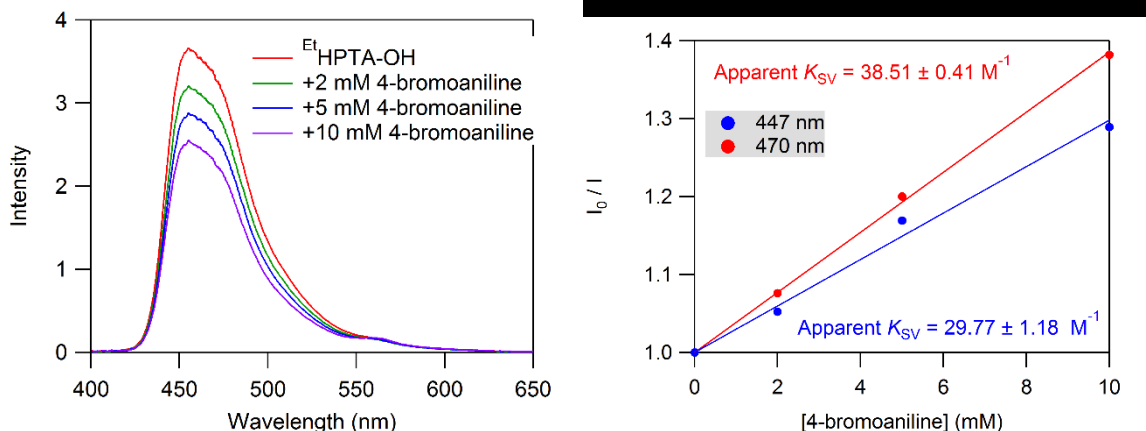 4
3
2
1
0
Intensity
400
450
500
550
600
650
Wavelength (nm)
EtHPTA-OH
+2 mM 4-bromoaniline
+5 mM 4-bromoaniline
+10 mM 4-bromoaniline
1.4
1.3
1.2
1.1
1.0
I0 / I
Apparent KSV = 38.51 ± 0.41 M-1
447 nm
470 nm
Apparent KSV = 29.77 ± 1.18 M-1
0
2
4
6
8
10
[4-bromoaniline] (mM)